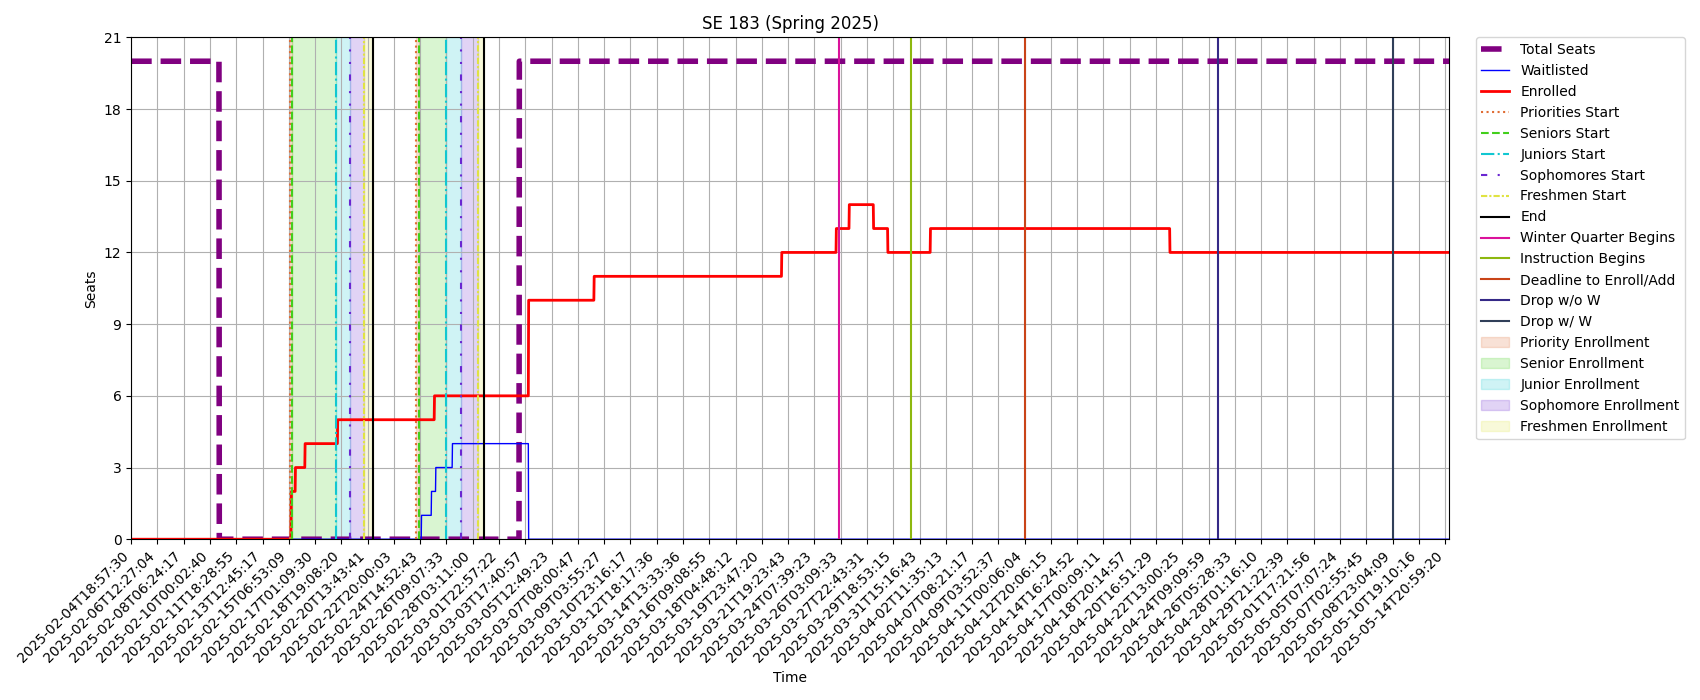 SE 183 (Spring 2025)
Seats
21
18
15
12
9
6
3
0
2025-02-04T18:57:30
2025-02-06T12:27:04
2025-02-08T06:24:17
2025-02-10T00:02:40
2025-02-11T18:28:55
2025-02-13T12:45:17
2025-02-15T06:53:09
2025-02-17T01:09:30
2025-02-18T19:08:20
2025-02-20T13:43:41
2025-02-22T20:00:03
2025-02-24T14:52:43
2025-02-26T09:07:33
2025-02-28T03:11:00
2025-03-01T22:57:22
2025-03-03T17:40:57
2025-03-05T12:49:23
2025-03-07T08:00:47
2025-03-09T03:55:27
2025-03-10T23:16:17
2025-03-12T18:17:36
2025-03-14T13:33:36
2025-03-16T09:08:55
2025-03-18T04:48:12
2025-03-19T23:47:20
2025-03-21T19:23:43
2025-03-24T07:39:23
2025-03-26T03:09:33
2025-03-27T22:43:31
2025-03-29T18:53:15
2025-03-31T15:16:43
2025-04-02T11:35:13
2025-04-07T08:21:17
2025-04-09T03:52:37
2025-04-11T00:06:04
2025-04-12T20:06:15
2025-04-14T16:24:52
2025-04-17T00:09:11
2025-04-18T20:14:57
2025-04-20T16:51:29
2025-04-22T13:00:25
2025-04-24T09:09:59
2025-04-26T05:28:33
2025-04-28T01:16:10
2025-04-29T21:22:39
2025-05-01T17:21:56
2025-05-05T07:07:24
2025-05-07T02:55:45
2025-05-08T23:04:09
2025-05-10T19:10:16
2025-05-14T20:59:20
Time
Total Seats
Waitlisted
Enrolled
Priorities Start
Seniors Start
Juniors Start
Sophomores Start
Freshmen Start
End
Winter Quarter Begins
Instruction Begins
Deadline to Enroll/Add
Drop w/o W
Drop w/ W
Priority Enrollment
Senior Enrollment
Junior Enrollment
Sophomore Enrollment
Freshmen Enrollment